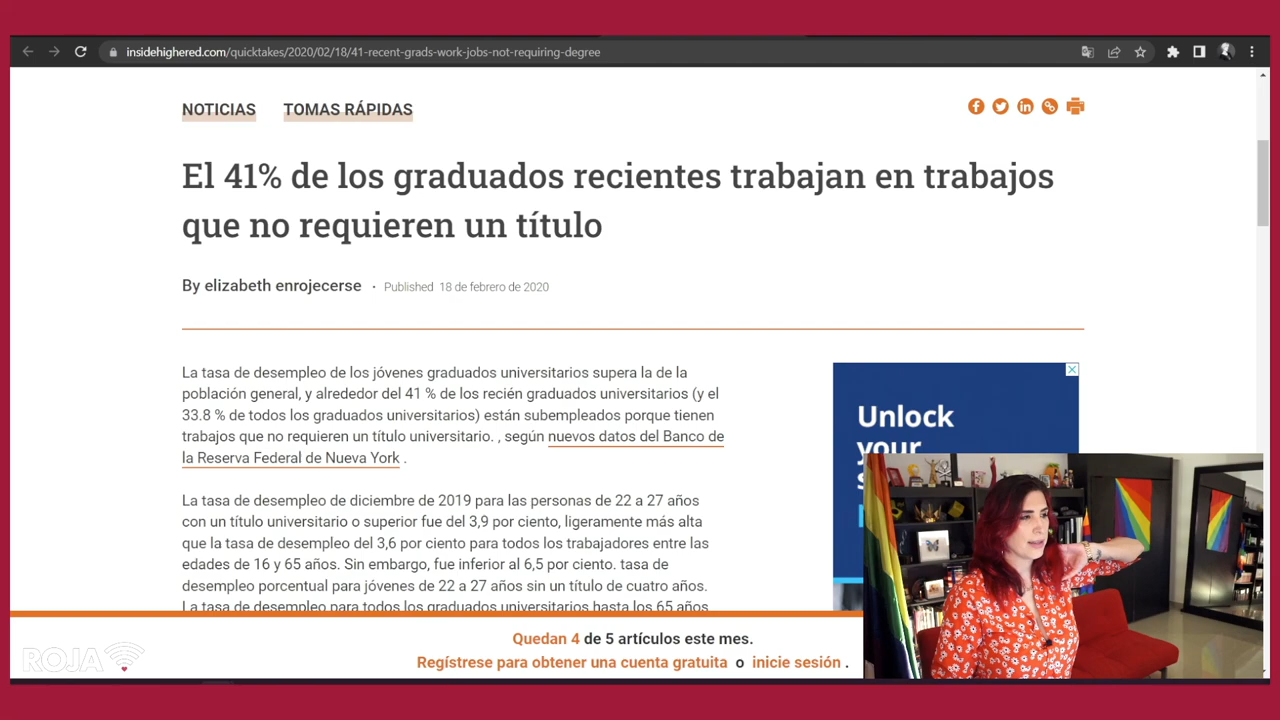 insidehighered.com/quicktakes/2020/02/18/41-recent-grads-work-jobs-not-requiring-degree
NOTICIAS TOMAS RÁPIDAS
El 41% de los graduados recientes trabajan en trabajos
que no requieren un título
By elizabeth enrojecerse · Published 18 de febrero de 2020
La tasa de desempleo de los jóvenes graduados universitarios supera la de la
población general, y alrededor del 41 % de los recién graduados universitarios (y el
33.8 % de todos los graduados universitarios) están subempleados porque tienen
trabajos que no requieren un título universitario. , según nuevos datos del Banco de
la Reserva Federal de Nueva York .
La tasa de desempleo de diciembre de 2019 para las personas de 22 a 27 años
con un título universitario o superior fue del 3,9 por ciento, ligeramente más alta
que la tasa de desempleo del 3,6 por ciento para todos los trabajadores entre las
edades de 16 y 65 años. Sin embargo, fue inferior al 6,5 por ciento. tasa de
desempleo porcentual para jóvenes de 22 a 27 años sin un título de cuatro años.
La tasa de desempleo para todos los graduados universitarios hasta los 65 años
Unlock
your
Quedan 4 de 5 artículos este mes.
Regístrese para obtener una cuenta gratuita o inicie sesión .
ROJA